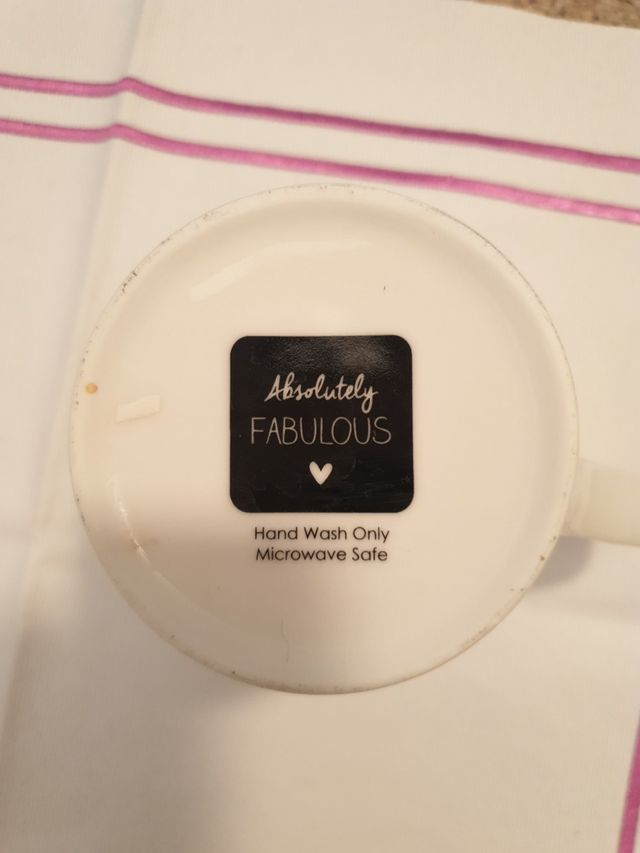 Absolutely
FABULOUS
Hand Wash Only
Microwave Safe